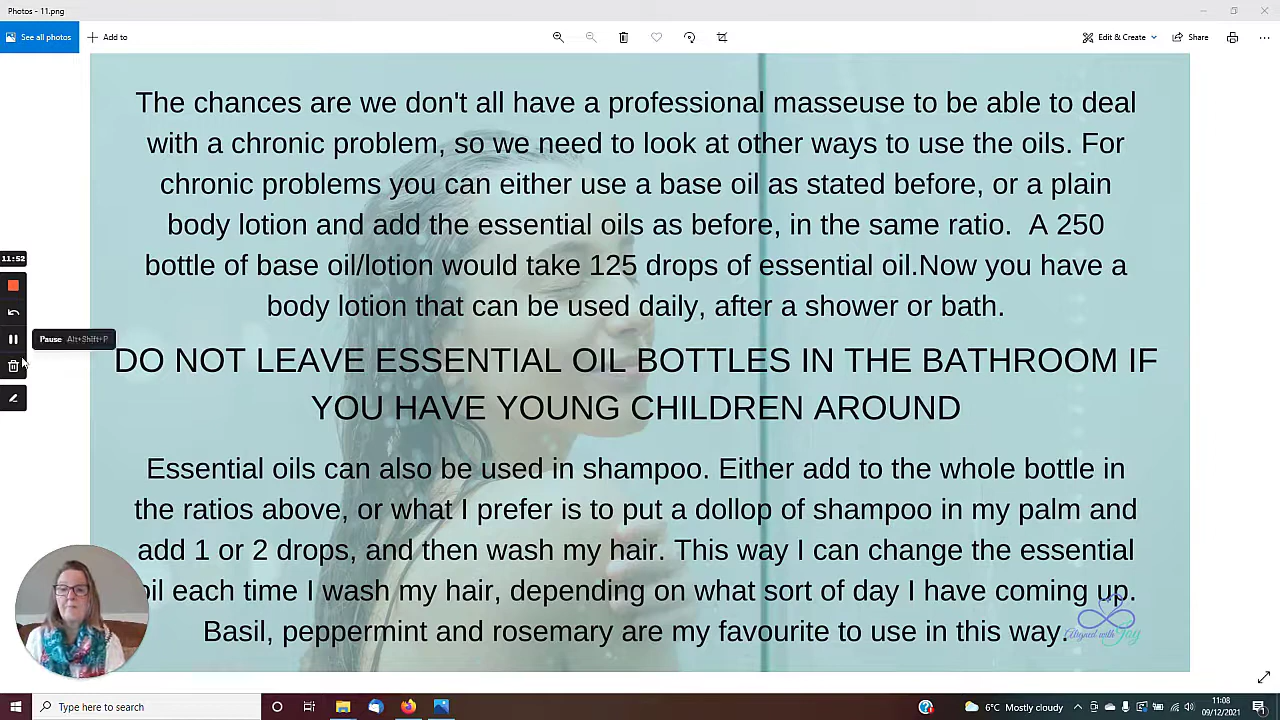 Photos - 11.png
See all photos
Add to
Edit & Create
Share
The chances are we don't all have a professional masseuse to be able to deal
with a chronic problem, so we need to look at other ways to use the oils. For
chronic problems you can either use a base oil as stated before, or a plain
body lotion and add the essential oils as before, in the same ratio.  A 250
bottle of base oil/lotion would take 125 drops of essential oil.Now you have a
body lotion that can be used daily, after a shower or bath.
11:52
Pause Alt+Shift+P
DO NOT LEAVE ESSENTIAL OIL BOTTLES IN THE BATHROOM IF
YOU HAVE YOUNG CHILDREN AROUND
Essential oils can also be used in shampoo. Either add to the whole bottle in
the ratios above, or what I prefer is to put a dollop of shampoo in my palm and
add 1 or 2 drops, and then wash my hair. This way I can change the essential
oil each time I wash my hair, depending on what sort of day I have coming up.
Basil, peppermint and rosemary are my favourite to use in this way.
Aligned with Joy
Type here to search
6°C Mostly cloudy
11:08
09/12/2021